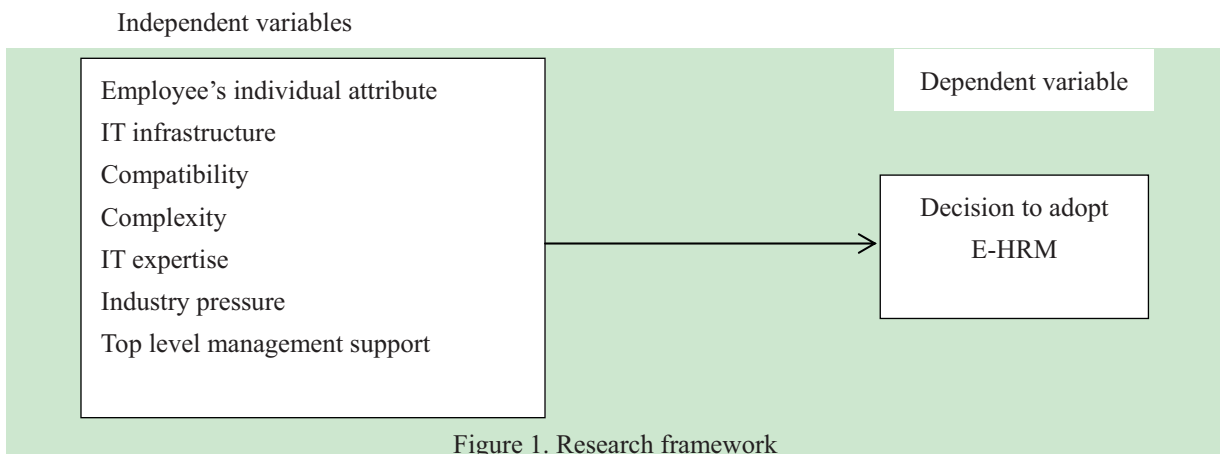 Independent variables
Employee’s individual attribute
IT infrastructure
Compatibility
Complexity
IT expertise
Industry pressure
Top level management support
Dependent variable
Decision to adopt
E-HRM
Figure 1. Research framework